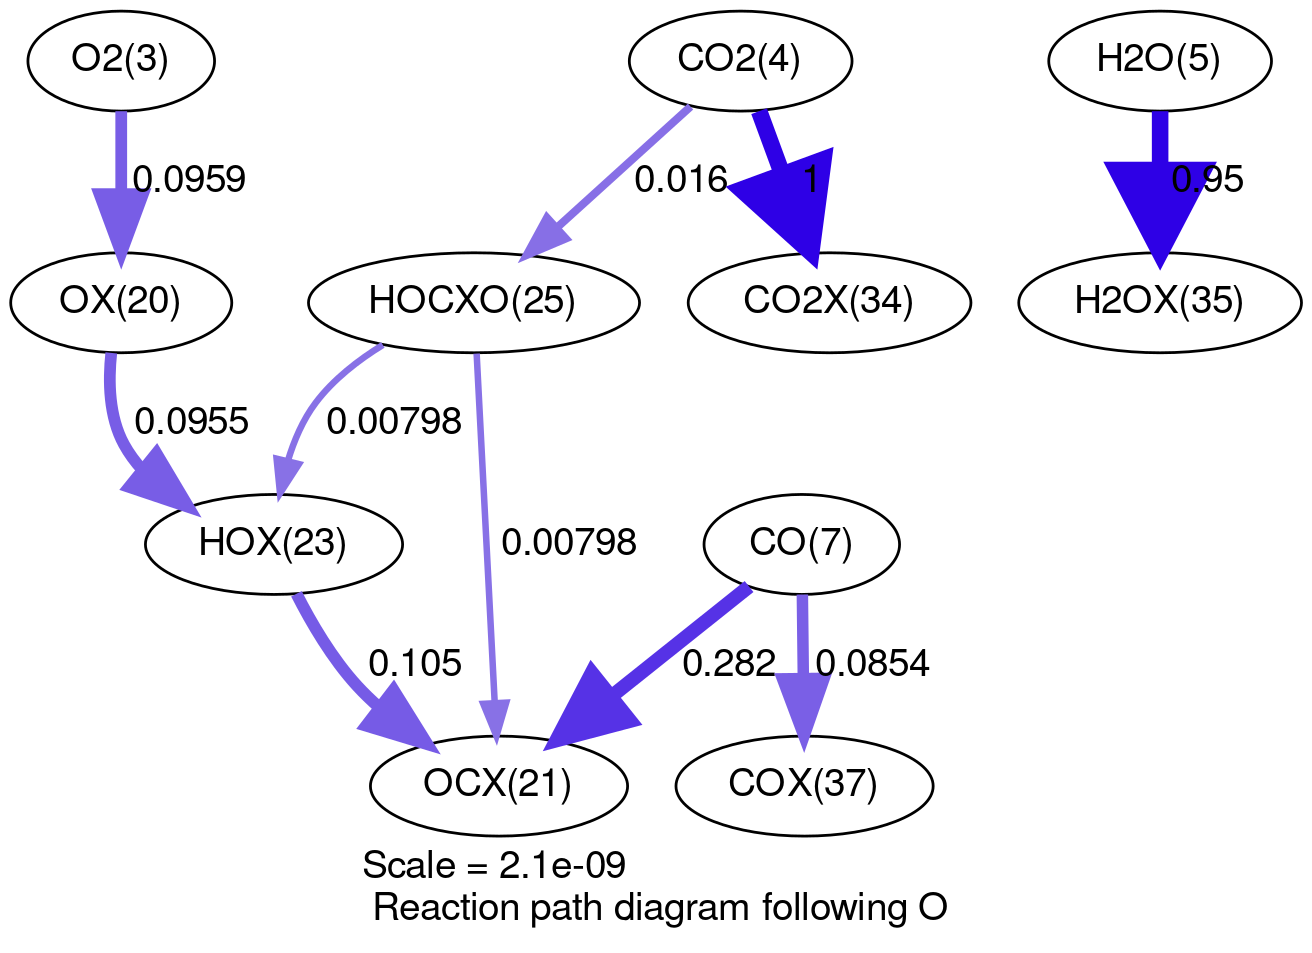 O2(3)
CO2(4)
H2O(5)
0.0959
0.016
1
0.95
OX(20)
HOCXO(25)
CO2X(34)
H2OX(35)
0.0955
0.00798
HOX(23)
0.00798
CO(7)
0.105
0.282
0.0854
OCX(21)
COX(37)
Scale = 2.1e-09
Reaction path diagram following O